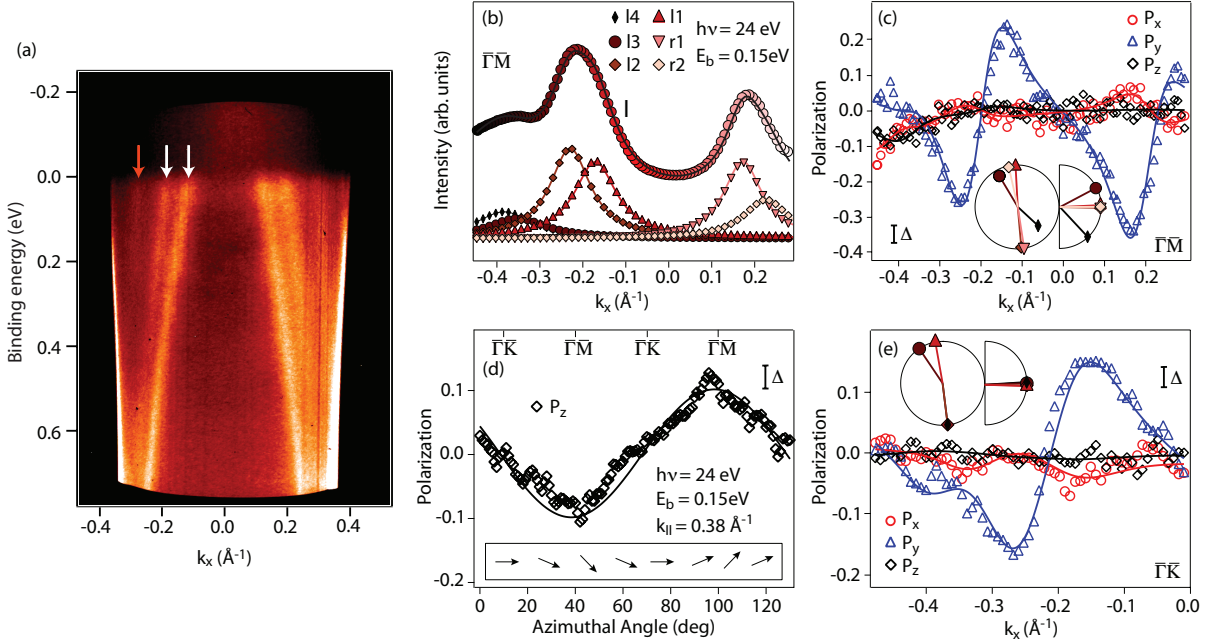 (a)
Binding energy (eV)
-0.2
0.0
0.2
0.4
0.6
-0.4
-0.2
0.0
0.2
0.4
kx (Å-1)
(b)
l4
l1
l3
r1
l2
r2
hν = 24 eV
Eb = 0.15eV
Γ̄M̄
I
Intensity (arb. units)
-0.4
-0.3
-0.2
-0.1
0.0
0.1
0.2
kx (Å-1)
(c)
Px
Py
Pz
Polarization
0.2
0.1
0.0
-0.1
-0.2
-0.3
-0.4
Δ
Γ̄M̄
-0.4
-0.2
0.0
0.2
kx (Å-1)
Γ̄K̄
Γ̄M̄
Γ̄K̄
Γ̄M̄
(d)
Δ
Pz
Polarization
0.1
0.0
-0.1
-0.2
hν = 24 eV
Eb = 0.15eV
kII = 0.38 Å-1
0
20
40
60
80
100
120
Azimuthal Angle (deg)
(e)
Δ
Polarization
0.1
0.0
-0.1
-0.2
Px
Py
Pz
Γ̄K̄
-0.4
-0.3
-0.2
-0.1
0.0
kx (Å-1)